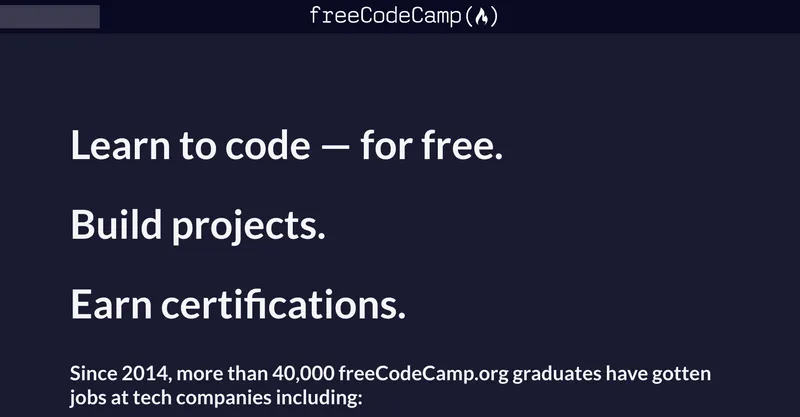 freeCodeCamp(🔥)
Learn to code — for free.
Build projects.
Earn certifications.
Since 2014, more than 40,000 freeCodeCamp.org graduates have gotten
jobs at tech companies including: